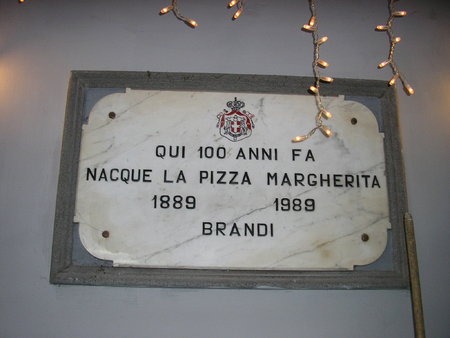 QUI 100 ANNI FA
NACQUE LA PIZZA MARGHERITA
1889 1989
BRANDI